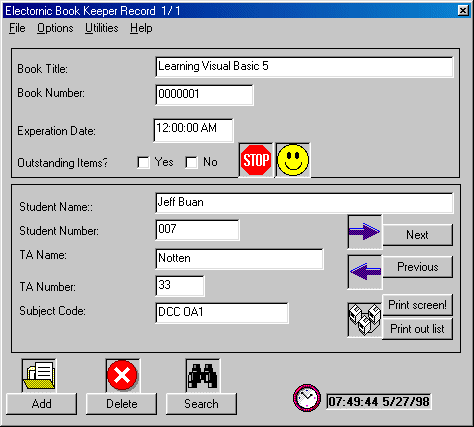 Electornic Book Keeper Record 1/1
File Options Utilities Help
Book Title: Learning Visual Basic 5
Book Number: 0000001
Experation Date: 12:00:00 AM
Outstanding Items? Yes No STOP
Student Name:: Jeff Buan
Student Number: 007
Next
TA Name: Notten
Previous
TA Number: 33
Print screen!
Subject Code: DCC 0A1
Print out list
Add Delete Search 07:49:44 5/27/98